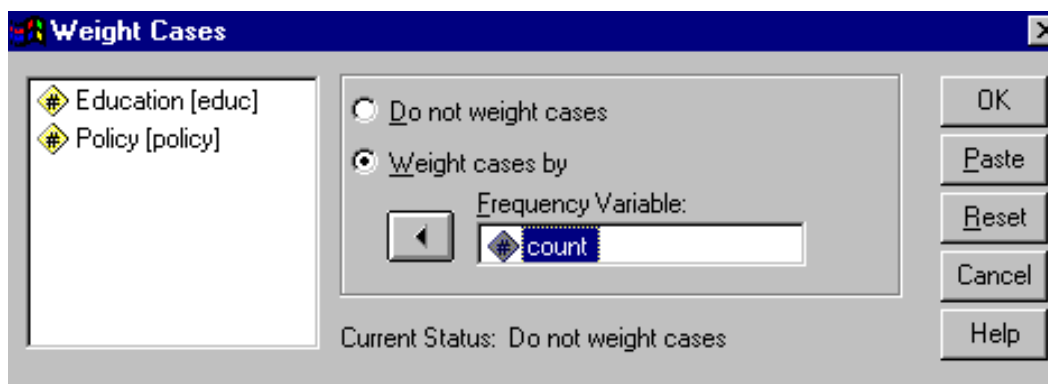 Weight Cases
Education [educ]
Policy [policy]
Do not weight cases
Weight cases by
Frequency Variable:
count
Current Status: Do not weight cases
OK
Paste
Reset
Cancel
Help